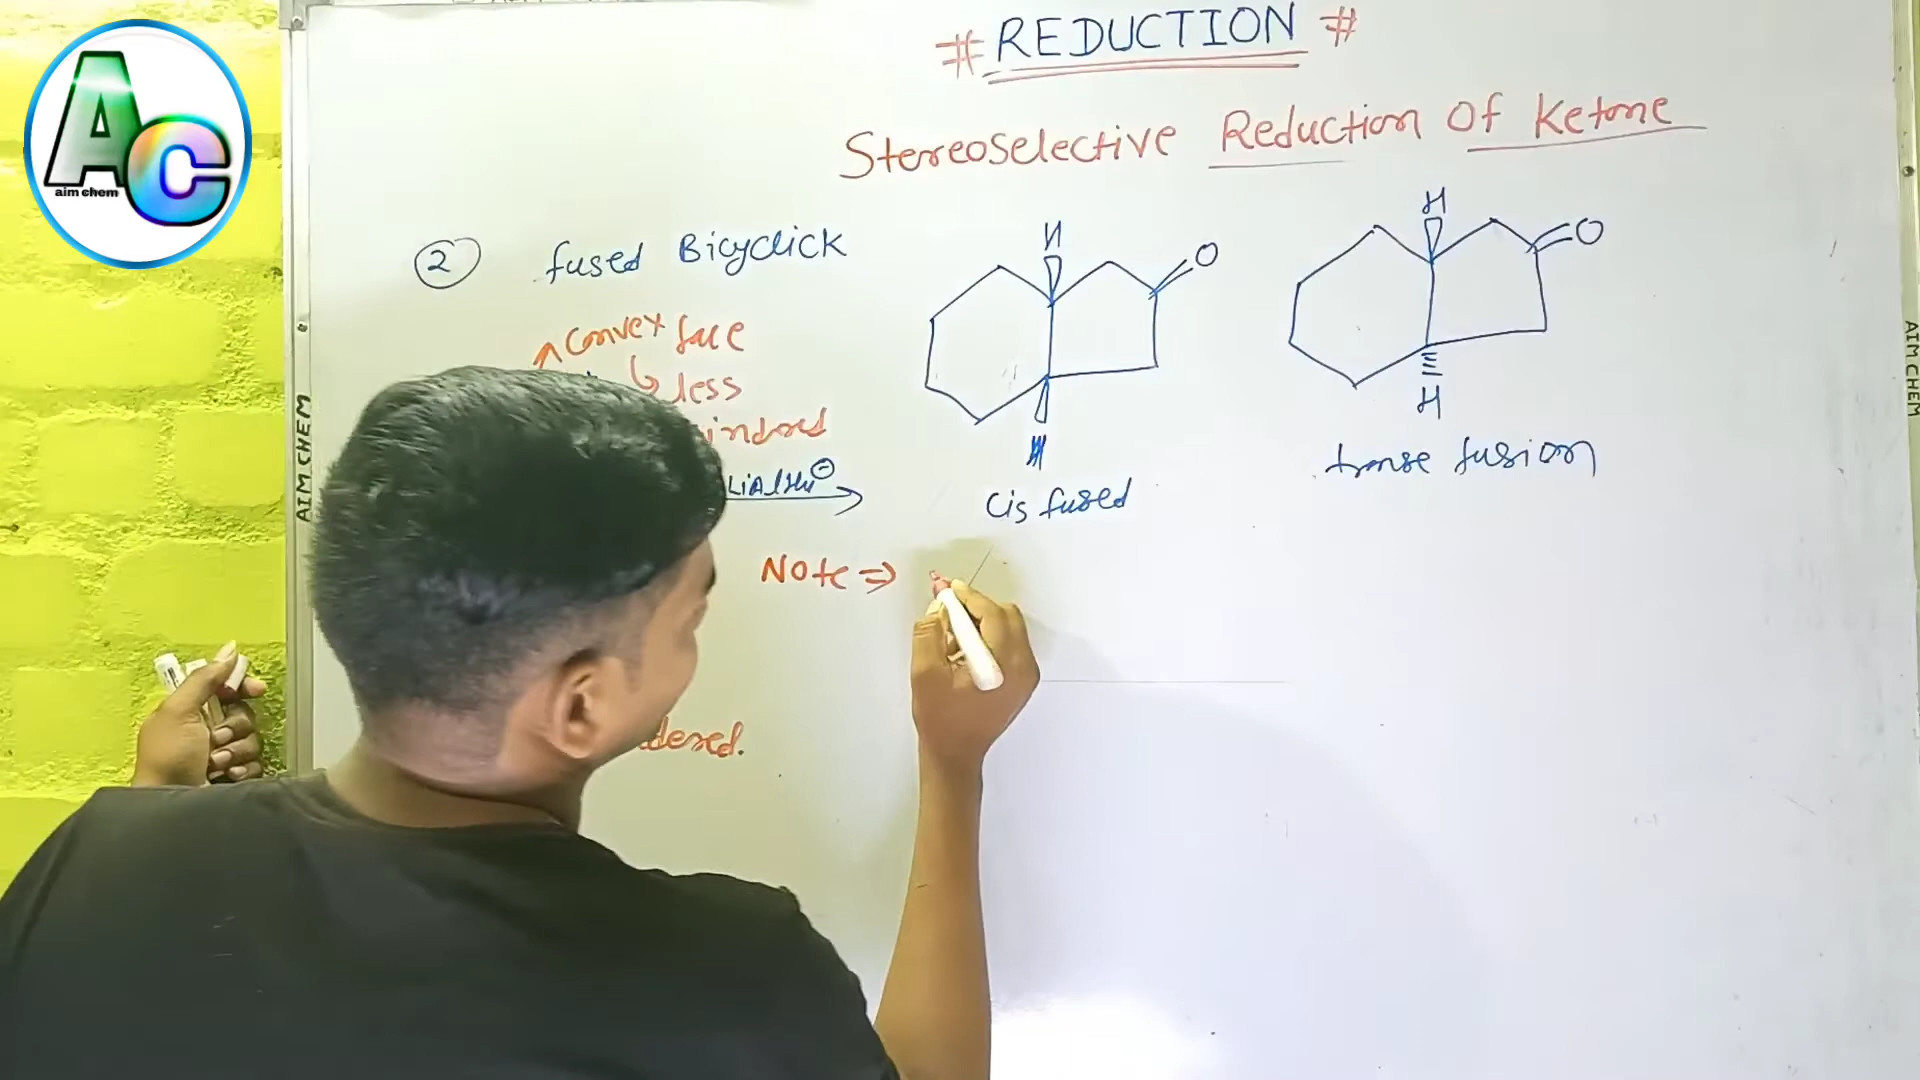 # REDUCTION #
Stereoselective Reduction Of Ketone
② fused Bicyclick
Convex face
↳ less
LiAlH4⊖
H
O
H
cis fused
H
O
H
transe fusion
Note ⇒
AC
aim chem
AIM CHEM
AIM CHEM